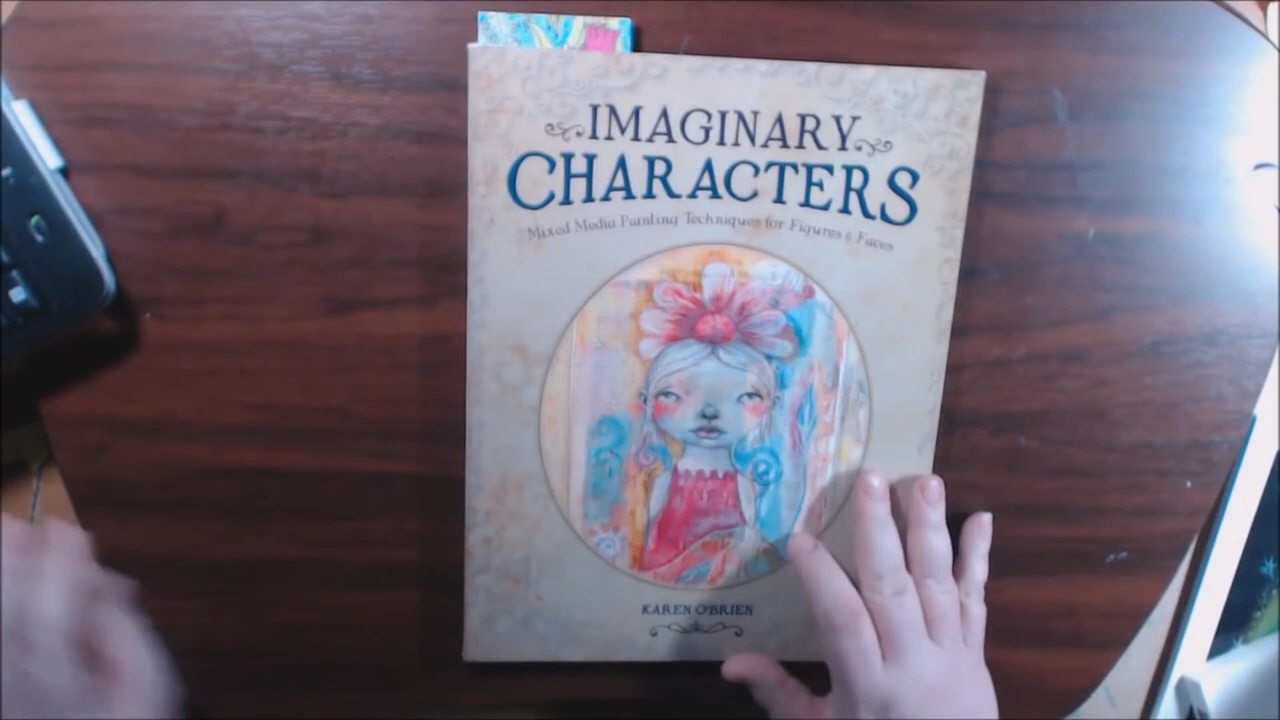 IMAGINARY
CHARACTERS
Mixed-Media Painting Techniques for Figures & Faces
KAREN O'BRIEN